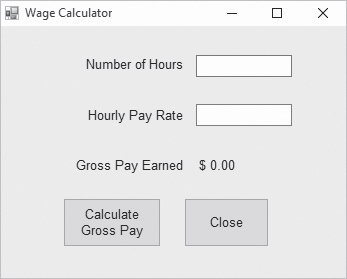 Wage Calculator
Number of Hours
Hourly Pay Rate
Gross Pay Earned $ 0.00
Calculate
Gross Pay
Close